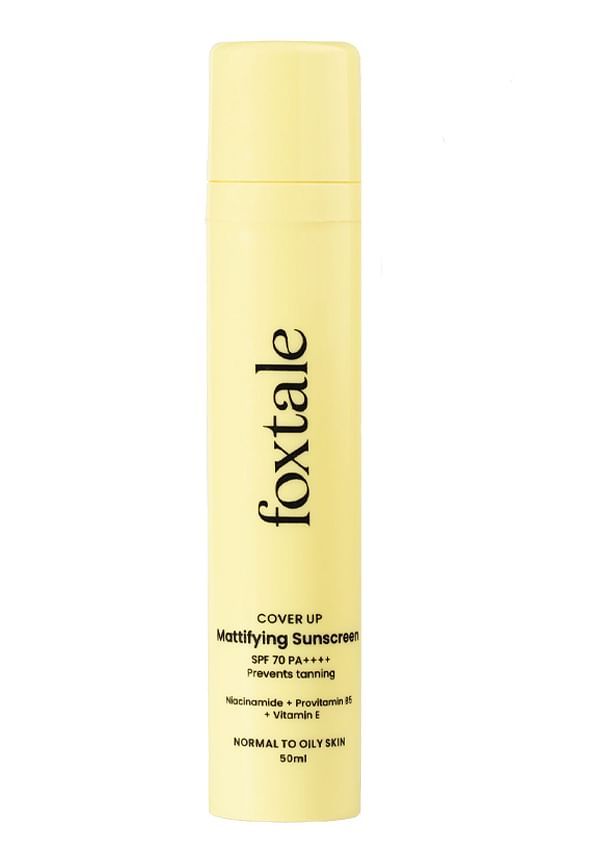 foxtale
COVER UP
Mattifying Sunscreen
SPF 70 PA++++
Prevents tanning
Niacinamide + Provitamin B5
+ Vitamin E
NORMAL TO OILY SKIN
50ml